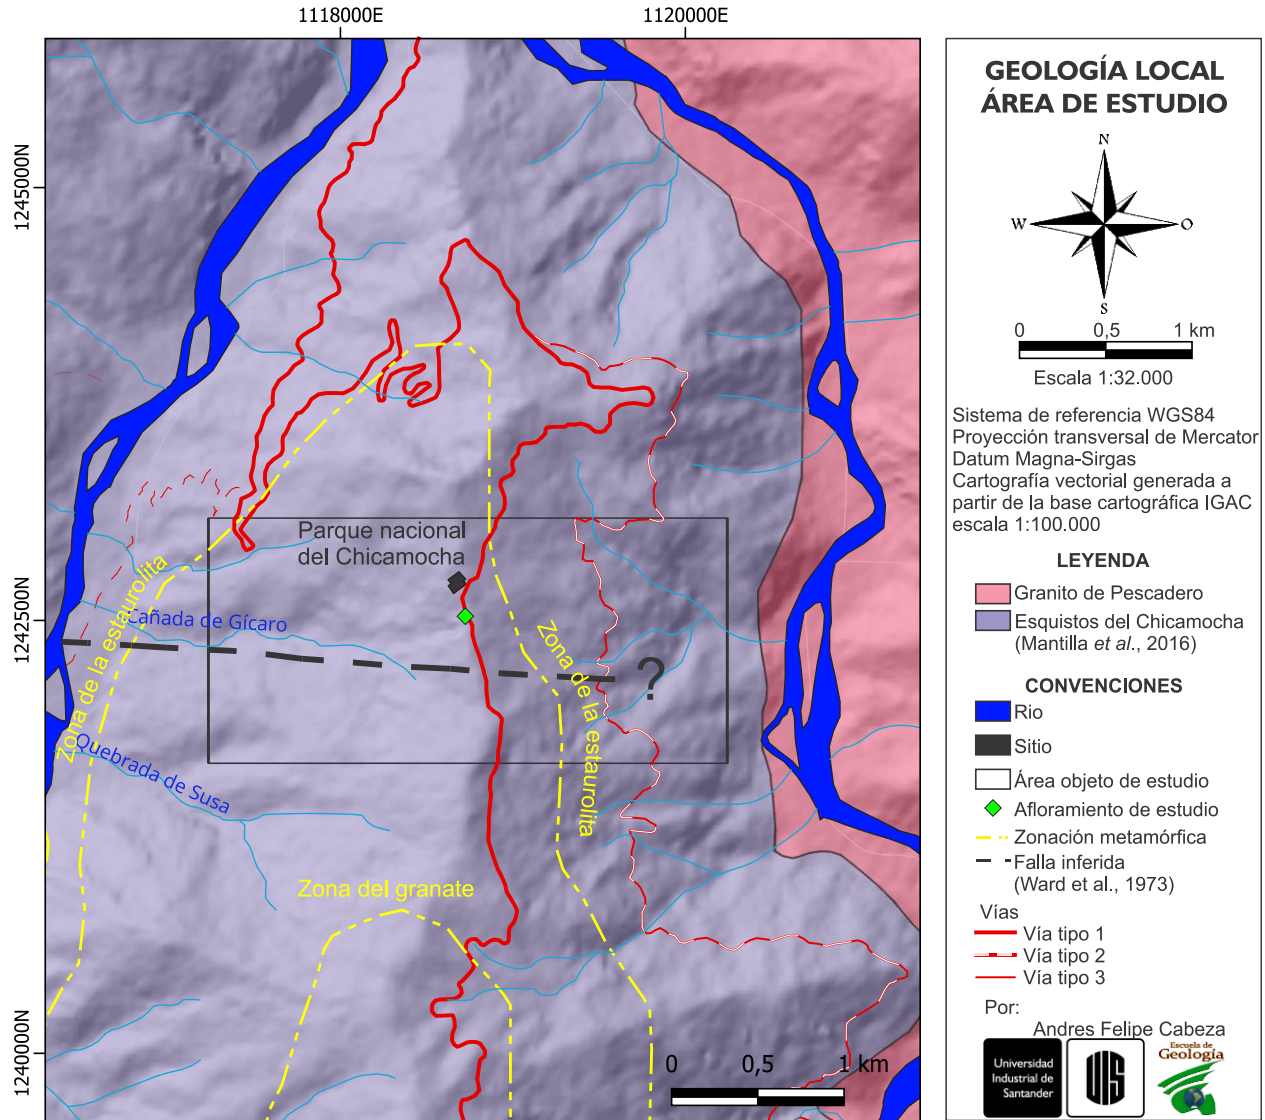 1118000E
1120000E
1245000N
1242500N
1240000N
Parque nacional
del Chicamocha
Zona de la estaurolita
Cañada de Gícaro
Quebrada de Susa
Zona de la estaurolita
?
Zona del granate
0 0,5 1 km
GEOLOGÍA LOCAL
ÁREA DE ESTUDIO
N
W O
S
0 0,5 1 km
Escala 1:32.000
Sistema de referencia WGS84
Proyección transversal de Mercator
Datum Magna-Sirgas
Cartografía vectorial generada a
partir de la base cartográfica IGAC
escala 1:100.000
LEYENDA
Granito de Pescadero
Esquistos del Chicamocha
(Mantilla et al., 2016)
CONVENCIONES
Rio
Sitio
Área objeto de estudio
Afloramiento de estudio
Zonación metamórfica
Falla inferida
(Ward et al., 1973)
Vías
Vía tipo 1
Vía tipo 2
Vía tipo 3
Por:
Andres Felipe Cabeza
Universidad
Industrial de
Santander
UIS
Escuela de
Geología